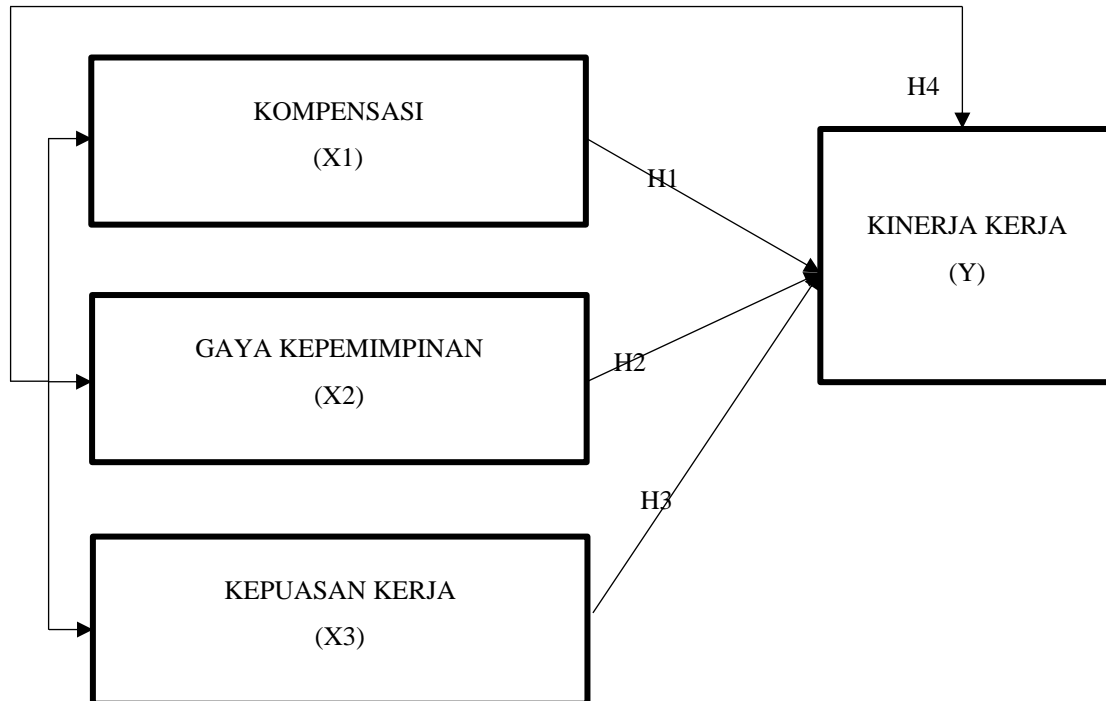 H4
KOMPENSASI
(X1)
H1
KINERJA KERJA
(Y)
GAYA KEPEMIMPINAN
(X2)
H2
H3
KEPUASAN KERJA
(X3)